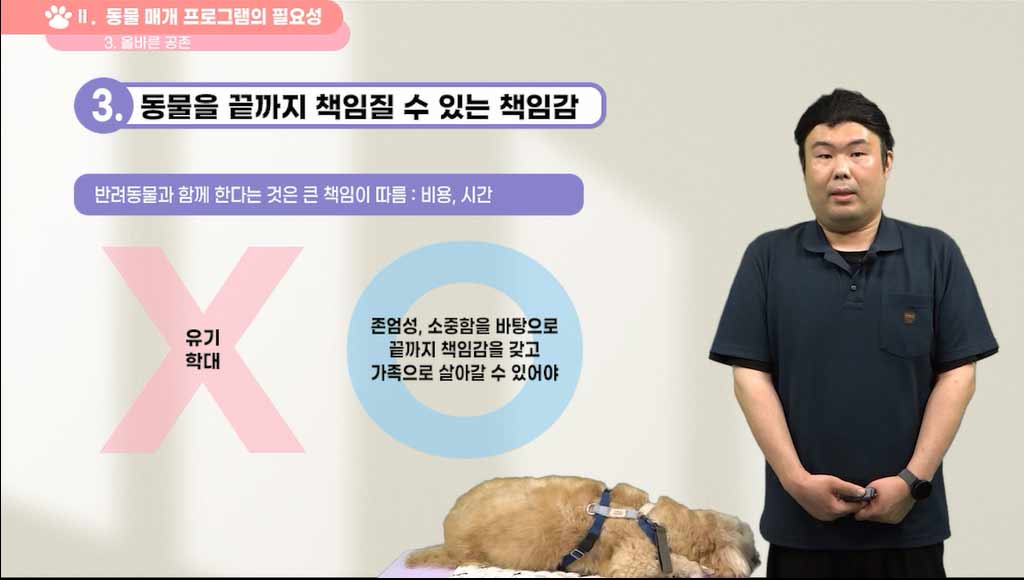 II. 동물 매개 프로그램의 필요성
3. 올바른 공존
3. 동물을 끝까지 책임질 수 있는 책임감
반려동물과 함께 한다는 것은 큰 책임이 따름 : 비용, 시간
X
유기
학대
O
존엄성, 소중함을 바탕으로
끝까지 책임감을 갖고
가족으로 살아갈 수 있어야